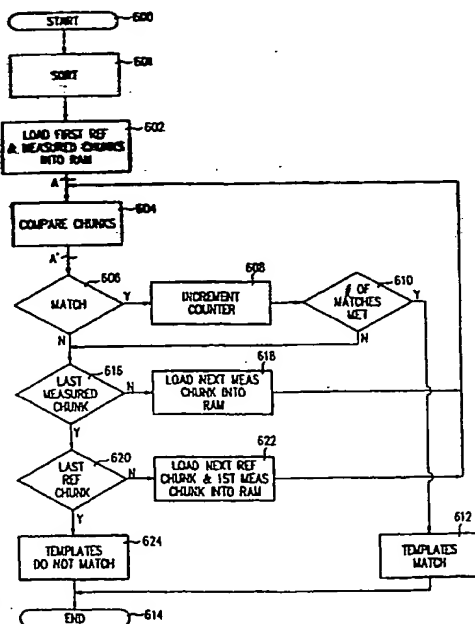 START
600
601
SORT
602
LOAD FIRST REF
& MEASURED CHUNKS
INTO RAM
A
604
COMPARE CHUNKS
A'
606
MATCH
Y
N
608
INCREMENT
COUNTER
610
# OF
MATCHES
MET
Y
N
616
LAST
MEASURED
CHUNK
N
Y
618
LOAD NEXT MEAS
CHUNK INTO
RAM
620
LAST
REF
CHUNK
N
Y
622
LOAD NEXT REF
CHUNK & 1ST MEAS
CHUNK INTO RAM
624
TEMPLATES
DO NOT MATCH
612
TEMPLATES
MATCH
END
614